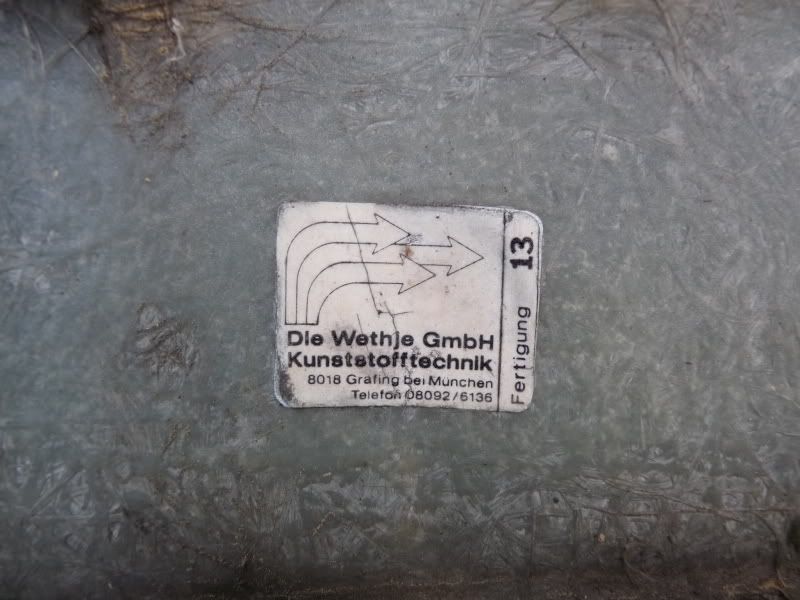 Die Wethje GmbH
Kunststofftechnik
8018 Grafing bei München
Telefon 08092/6136
Fertigung 13